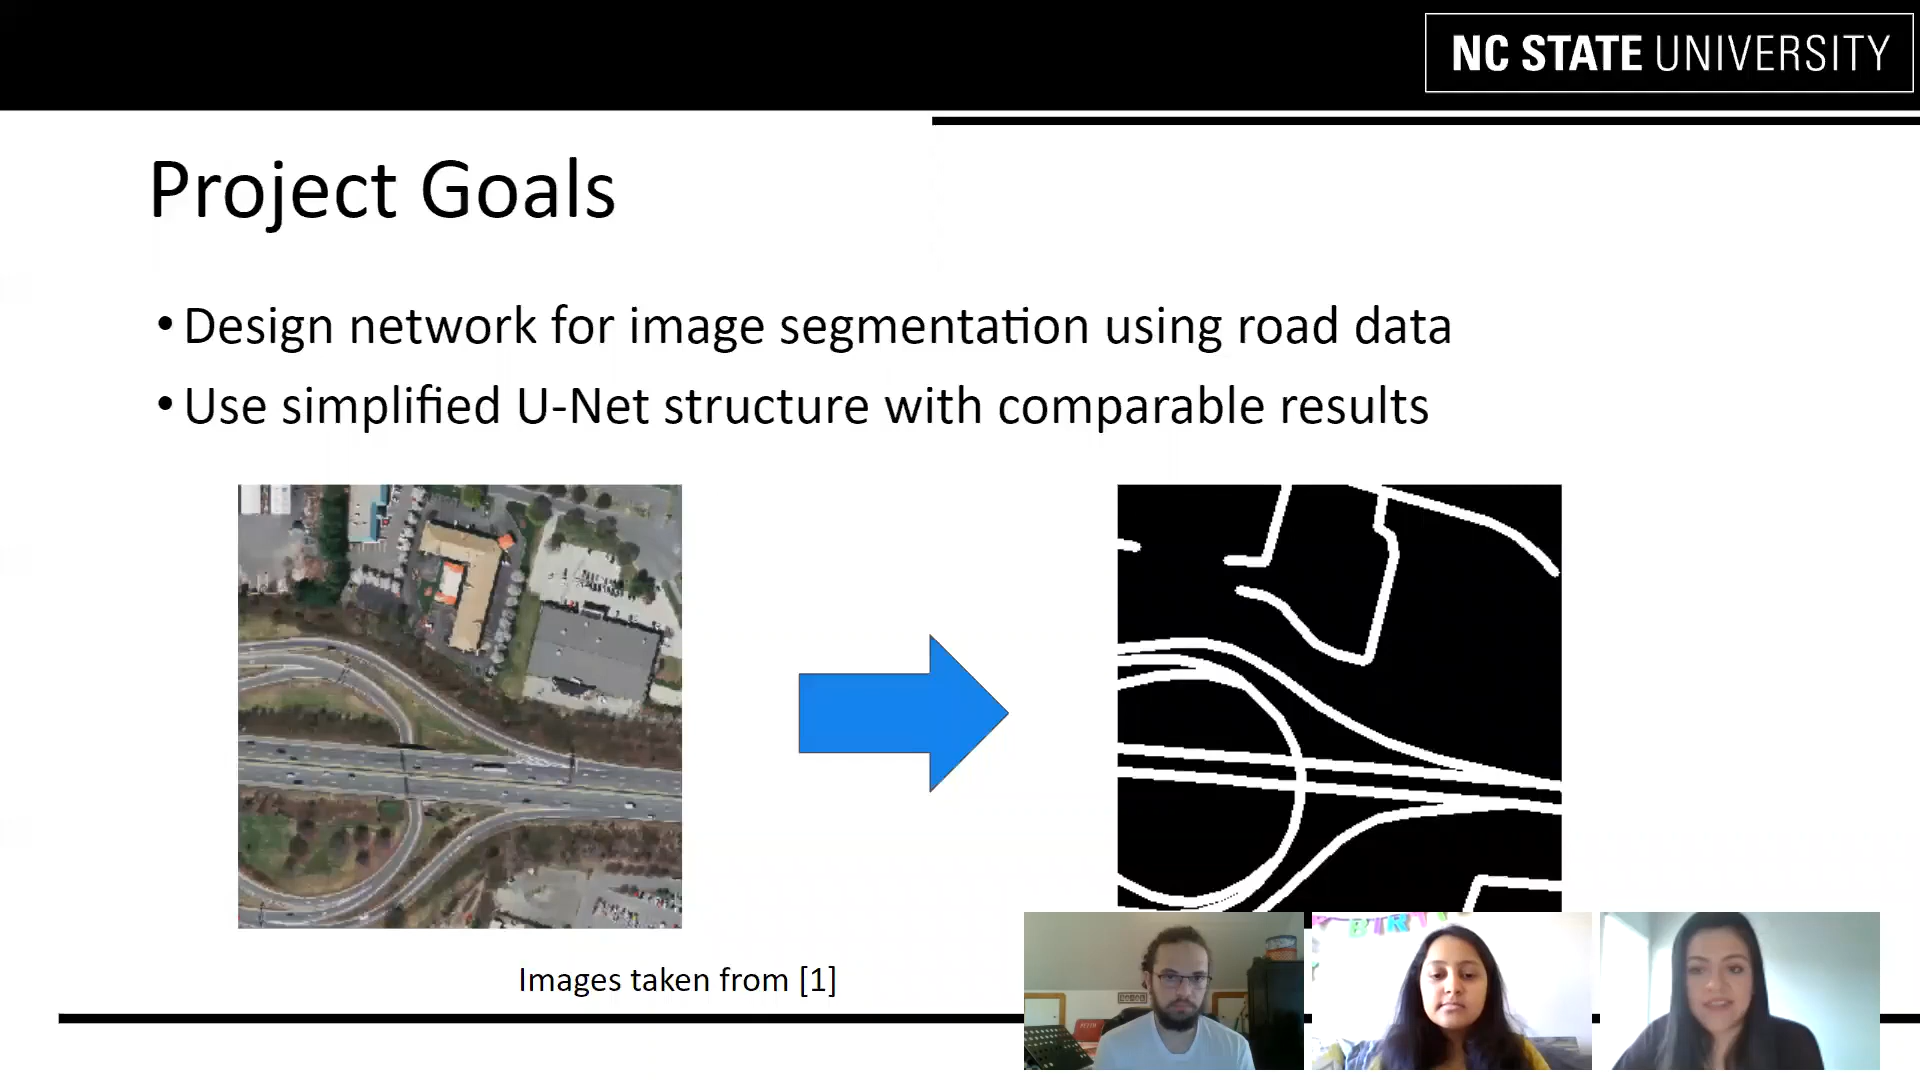 NC STATE UNIVERSITY
Project Goals
• Design network for image segmentation using road data
• Use simplified U-Net structure with comparable results
Images taken from [1]
BIR